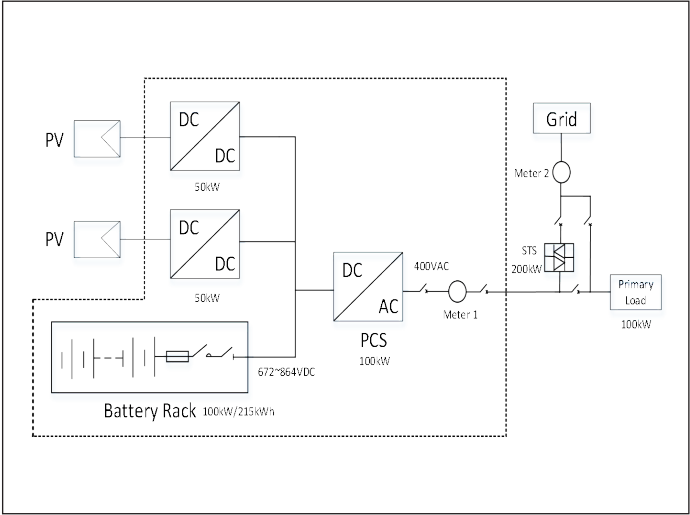 PV
DC
DC
50kW
PV
DC
DC
50kW
Battery Rack 100kW/215kWh
672~864VDC
DC
AC
PCS
100kW
400VAC
Meter 1
Grid
Meter 2
STS
200kW
Primary
Load
100kW